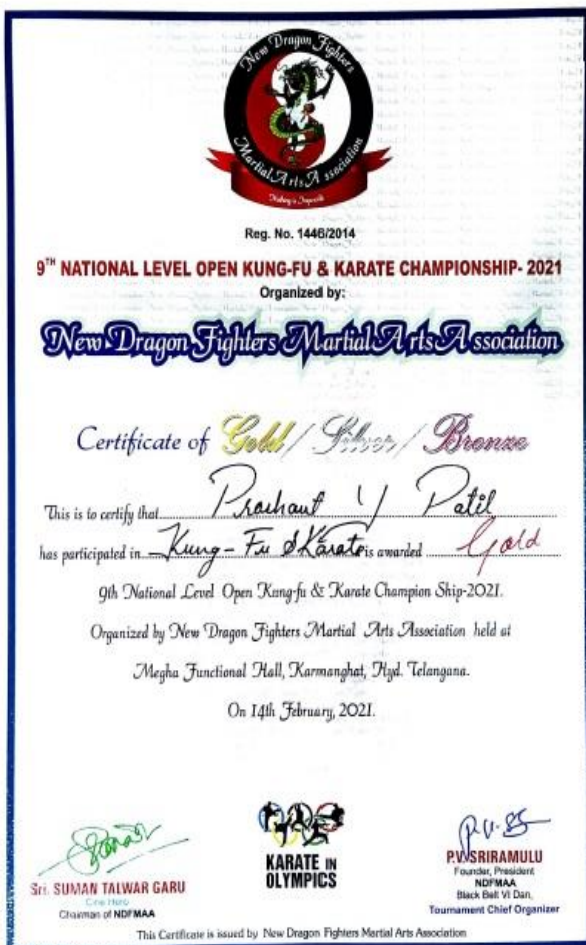 New Dragon Fighters
Martial Arts Association
Reg. No. 1446/2014
9TH NATIONAL LEVEL OPEN KUNG-FU & KARATE CHAMPIONSHIP- 2021
Organized by:
New Dragon Fighters Martial Arts Association
Certificate of Gold / Silver / Bronze
This is to certify that Prashant Y Patil
has participated in Kung-Fu & Karate is awarded Gold
9th National Level Open Kung-fu & Karate Champion Ship-2021.
Organized by New Dragon Fighters Martial Arts Association held at
Megha Functional Hall, Karmanghat, Hyd. Telangana.
On 14th February, 2021.
Sri. SUMAN TALWAR GARU
Cine Hero
Chairman of NDFMAA
KARATE IN
OLYMPICS
P.V. SRIRAMULU
Founder, President
NDFMAA
Black Belt VI Dan,
Tournament Chief Organizer
This Certificate is issued by New Dragon Fighters Martial Arts Association